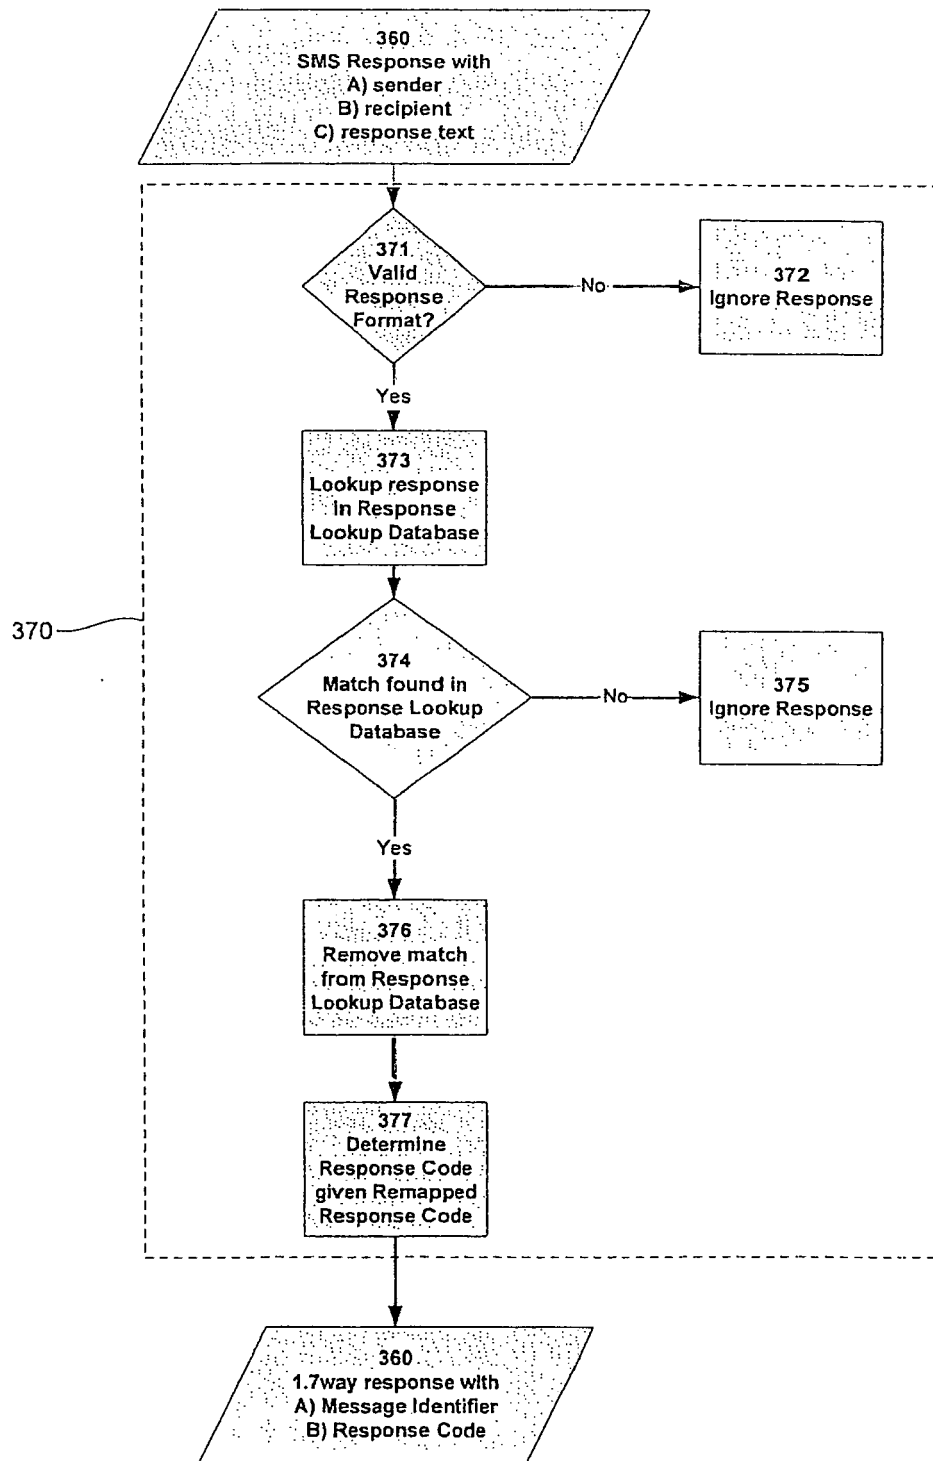 360
SMS Response with
A) sender
B) recipient
C) response text
371
Valid
Response
Format?
No
372
Ignore Response
Yes
373
Lookup response
in Response
Lookup Database
370
374
Match found in
Response Lookup
Database
No
375
Ignore Response
Yes
376
Remove match
from Response
Lookup Database
377
Determine
Response Code
given Remapped
Response Code
360
1.7way response with
A) Message Identifier
B) Response Code